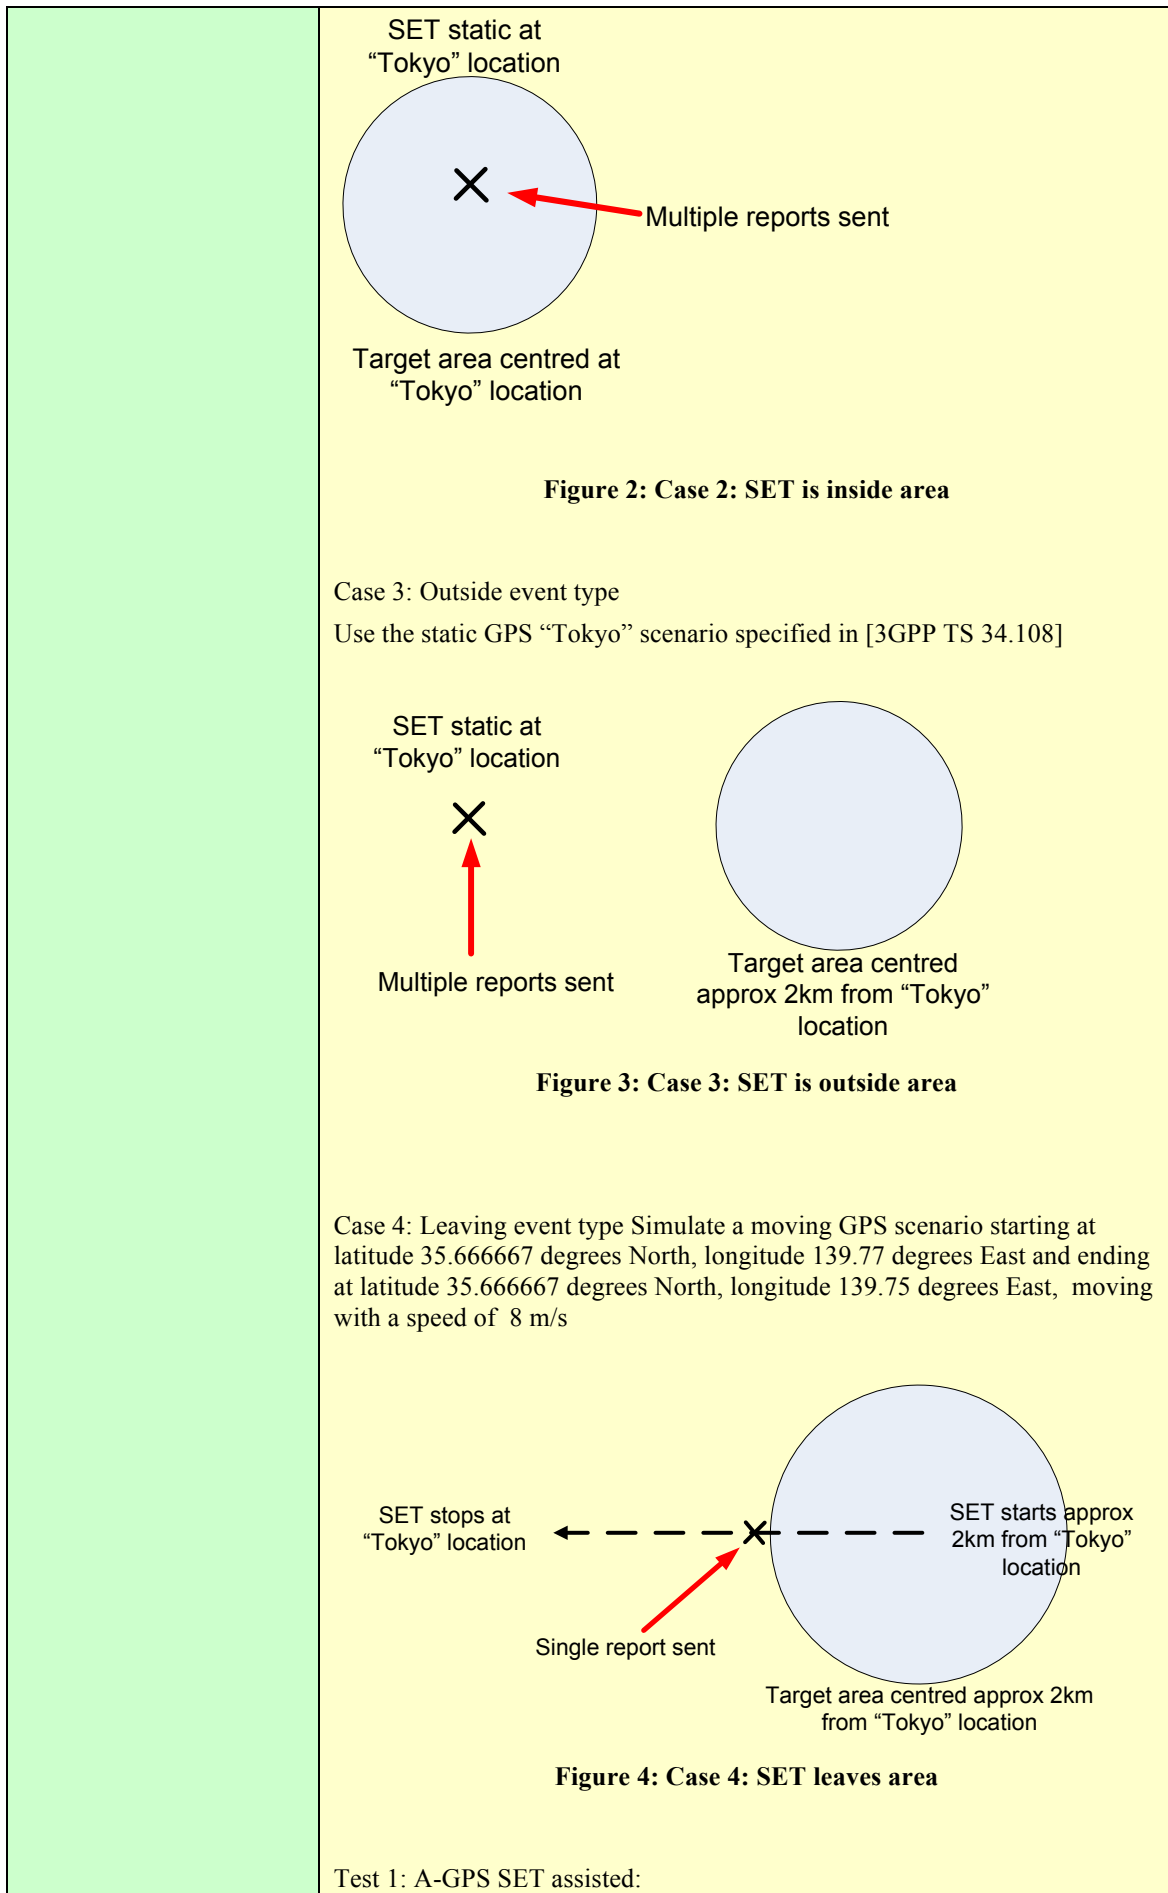 SET static at
“Tokyo” location
Multiple reports sent
Target area centred at
“Tokyo” location
Figure 2: Case 2: SET is inside area
Case 3: Outside event type
Use the static GPS “Tokyo” scenario specified in [3GPP TS 34.108]
SET static at
“Tokyo” location
Multiple reports sent
Target area centred
approx 2km from “Tokyo”
location
Figure 3: Case 3: SET is outside area
Case 4: Leaving event type Simulate a moving GPS scenario starting at
latitude 35.666667 degrees North, longitude 139.77 degrees East and ending
at latitude 35.666667 degrees North, longitude 139.75 degrees East,  moving
with a speed of  8 m/s
SET stops at
“Tokyo” location
SET starts approx
2km from “Tokyo”
location
Single report sent
Target area centred approx 2km
from “Tokyo” location
Figure 4: Case 4: SET leaves area
Test 1: A-GPS SET assisted: